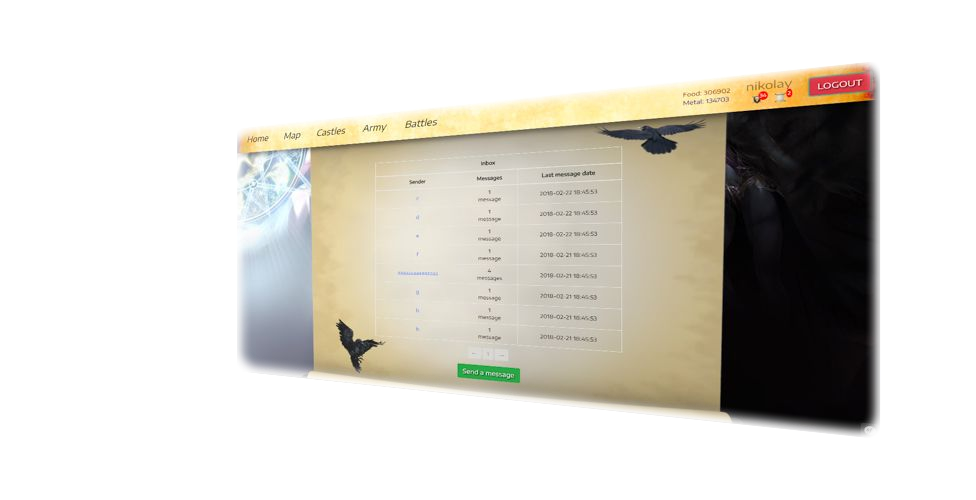 Food: 306902
nikolay
LOGOUT
Metal: 134703
Home Map Castles Army Battles
Inbox
Sender Messages Last message date
1 message 2018-02-22 18:45:53
d 1 message 2018-02-22 18:45:53
1 message 2018-02-22 18:45:53
f 1 message 2018-02-21 18:45:53
4 messages 2018-02-21 18:45:53
g 1 message 2018-02-21 18:45:53
h 1 message 2018-02-21 18:45:53
1 message 2018-02-21 18:45:53
1
Send a message